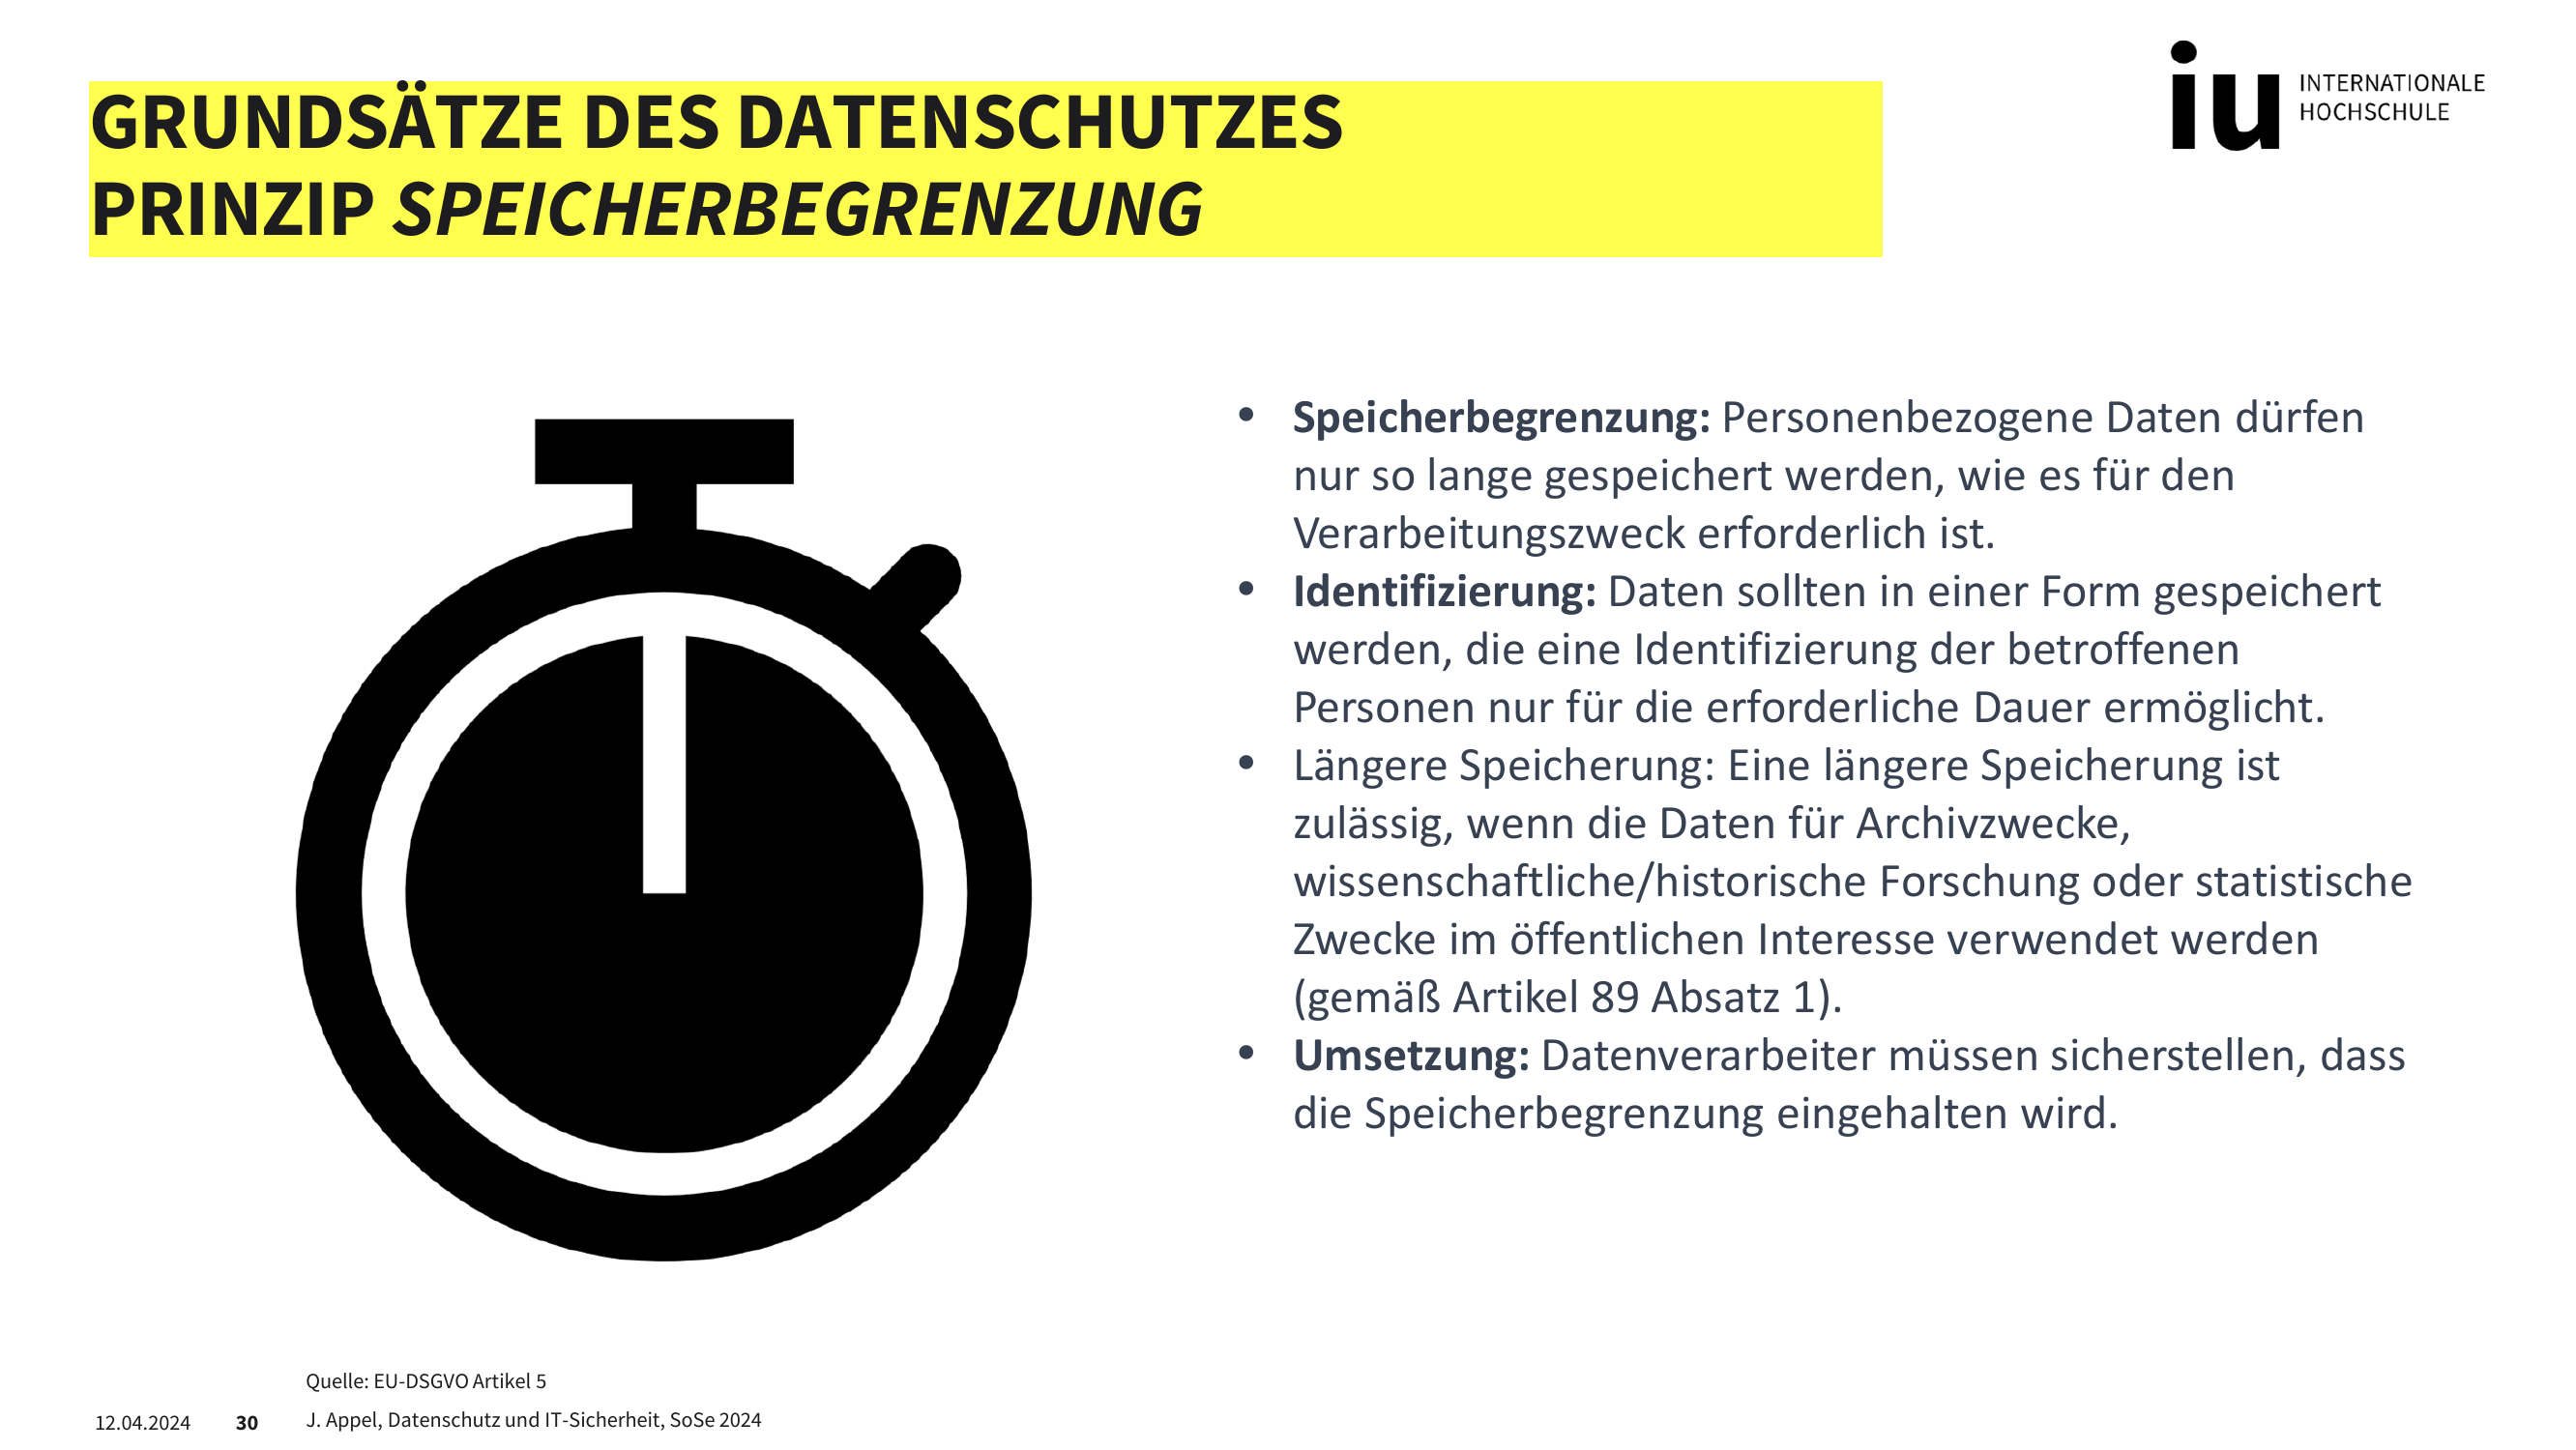 GRUNDSÄTZE DES DATENSCHUTZES
PRINZIP SPEICHERBEGRENZUNG
iu INTERNATIONALE
HOCHSCHULE
• Speicherbegrenzung: Personenbezogene Daten dürfen
nur so lange gespeichert werden, wie es für den
Verarbeitungszweck erforderlich ist.
• Identifizierung: Daten sollten in einer Form gespeichert
werden, die eine Identifizierung der betroffenen
Personen nur für die erforderliche Dauer ermöglicht.
• Längere Speicherung: Eine längere Speicherung ist
zulässig, wenn die Daten für Archivzwecke,
wissenschaftliche/historische Forschung oder statistische
Zwecke im öffentlichen Interesse verwendet werden
(gemäß Artikel 89 Absatz 1).
• Umsetzung: Datenverarbeiter müssen sicherstellen, dass
die Speicherbegrenzung eingehalten wird.
Quelle: EU-DSGVO Artikel 5
12.04.2024 30 J. Appel, Datenschutz und IT-Sicherheit, SoSe 2024